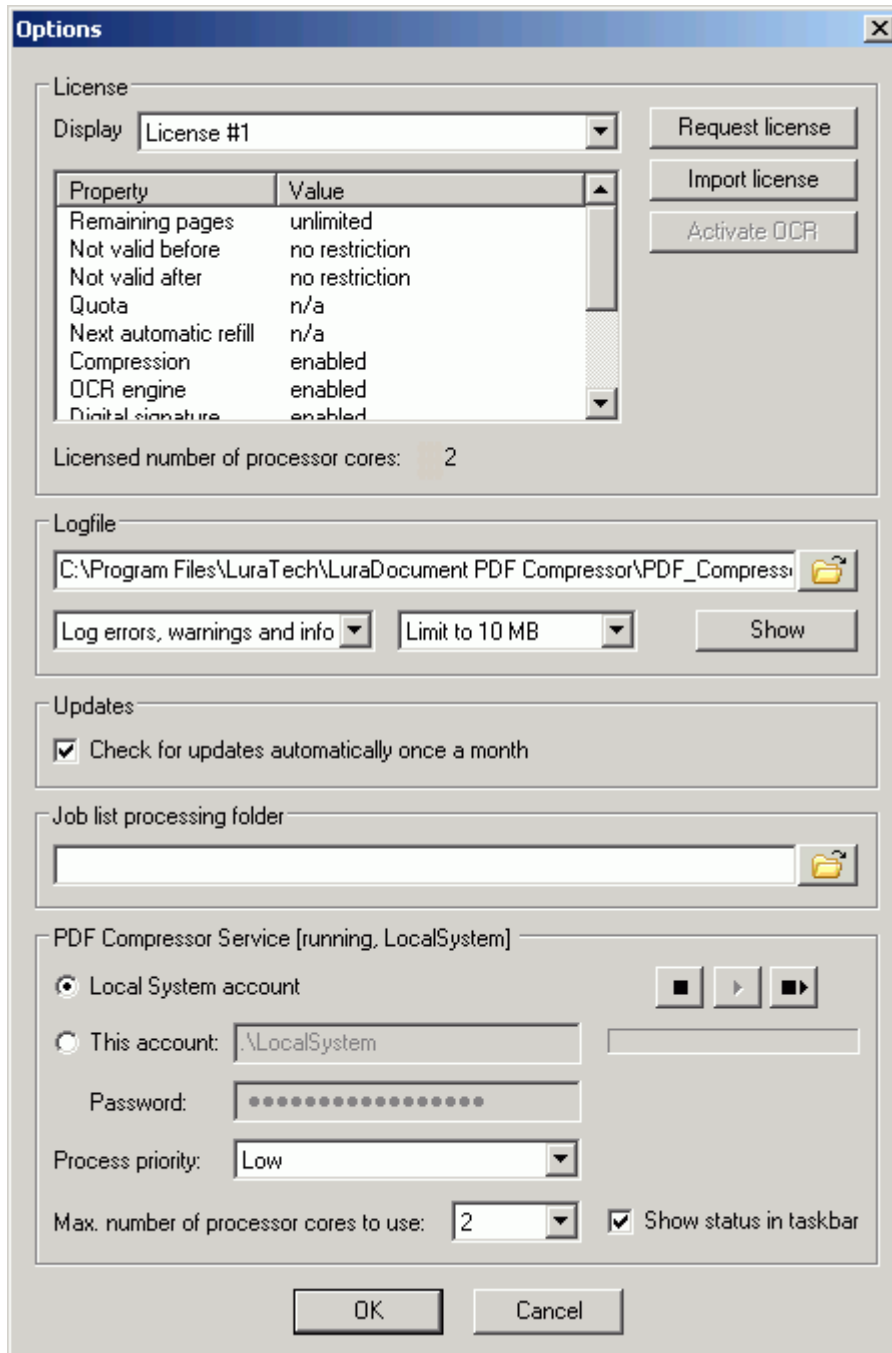 Options
License
Display License #1 Request license
Import license
Activate OCR
Property Value
Remaining pages unlimited
Not valid before no restriction
Not valid after no restriction
Quota n/a
Next automatic refill n/a
Compression enabled
OCR engine enabled
Digital signature enabled
Licensed number of processor cores: 2
Logfile
C:\Program Files\LuraTech\LuraDocument PDF Compressor\PDF_Compress
Log errors, warnings and info Limit to 10 MB Show
Updates
Check for updates automatically once a month
Job list processing folder
PDF Compressor Service [running, LocalSystem]
Local System account
This account: .\LocalSystem
Password: ●●●●●●●●●●●●●●●●●
Process priority: Low
Max. number of processor cores to use: 2 Show status in taskbar
OK Cancel